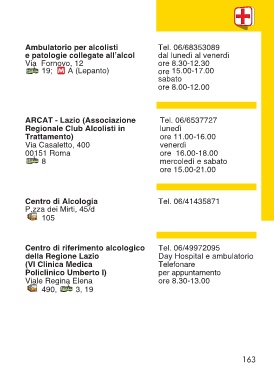 Ambulatorio per alcolisti
e patologie collegate all'alcol
Via Fornovo, 12
19; M A (Lepanto)
Tel. 06/68353089
dal lunedì al venerdì
ore 8.30-12.30
ore 15.00-17.00
sabato
ore 8.00-12.00
ARCAT - Lazio (Associazione
Regionale Club Alcolisti in
Trattamento)
Via Casaletto, 400
00151 Roma
8
Tel. 06/6537727
lunedì
ore 11.00-16.00
venerdì
ore 16.00-18.00
mercoledì e sabato
ore 15.00-21.00
Centro di Alcologia
P.zza dei Mirti, 45/d
105
Tel. 06/41435871
Centro di riferimento alcologico
della Regione Lazio
(VI Clinica Medica
Policlinico Umberto I)
Viale Regina Elena
490, 3, 19
Tel. 06/49972095
Day Hospital e ambulatorio
Telefonare
per appuntamento
ore 8.30-13.00
163